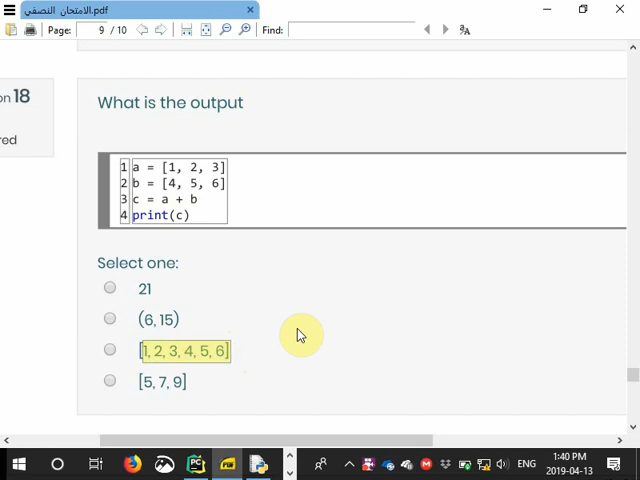 الامتحان النصفي.pdf
Page: 9 / 10 Find:
on 18
red
What is the output
1 a = [1, 2, 3]
2 b = [4, 5, 6]
3 c = a + b
4 print(c)
Select one:
21
(6, 15)
[1, 2, 3, 4, 5, 6]
[5, 7, 9]
PC
ENG
1:40 PM
2019-04-13